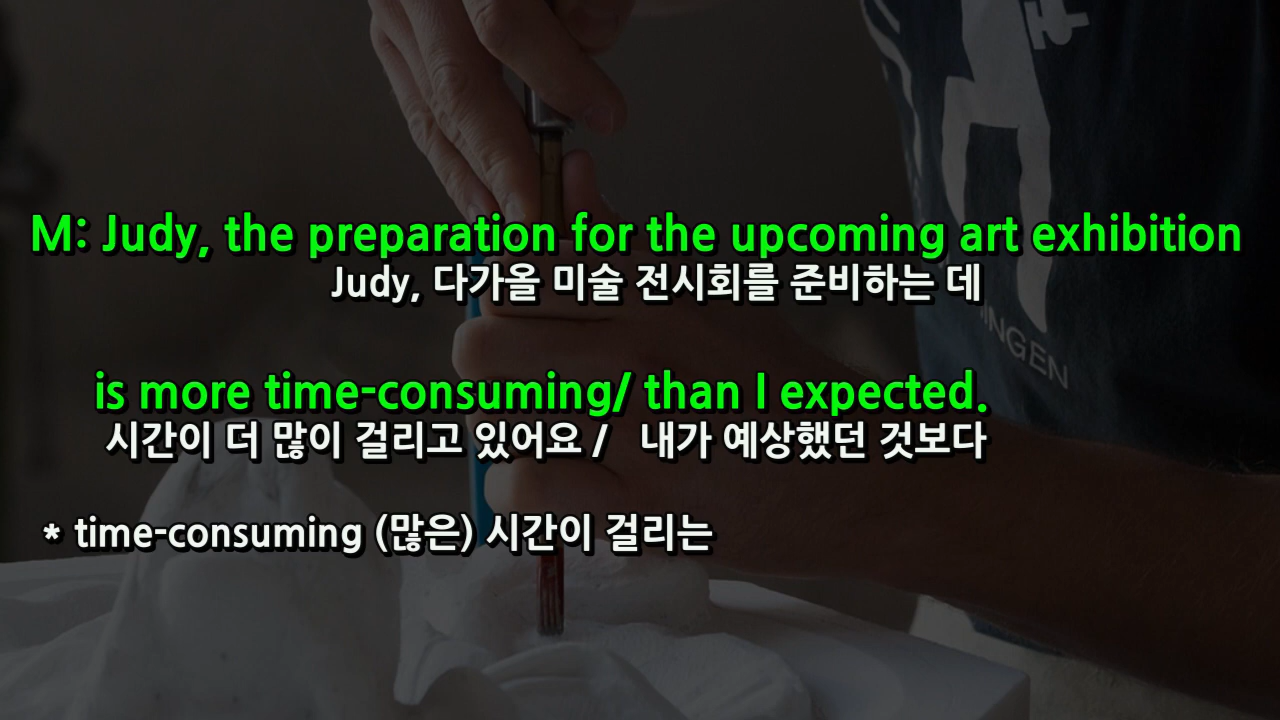 M: Judy, the preparation for the upcoming art exhibition
Judy, 다가올 미술 전시회를 준비하는 데
is more time-consuming/ than I expected.
시간이 더 많이 걸리고 있어요 / 내가 예상했던 것보다
* time-consuming (많은) 시간이 걸리는